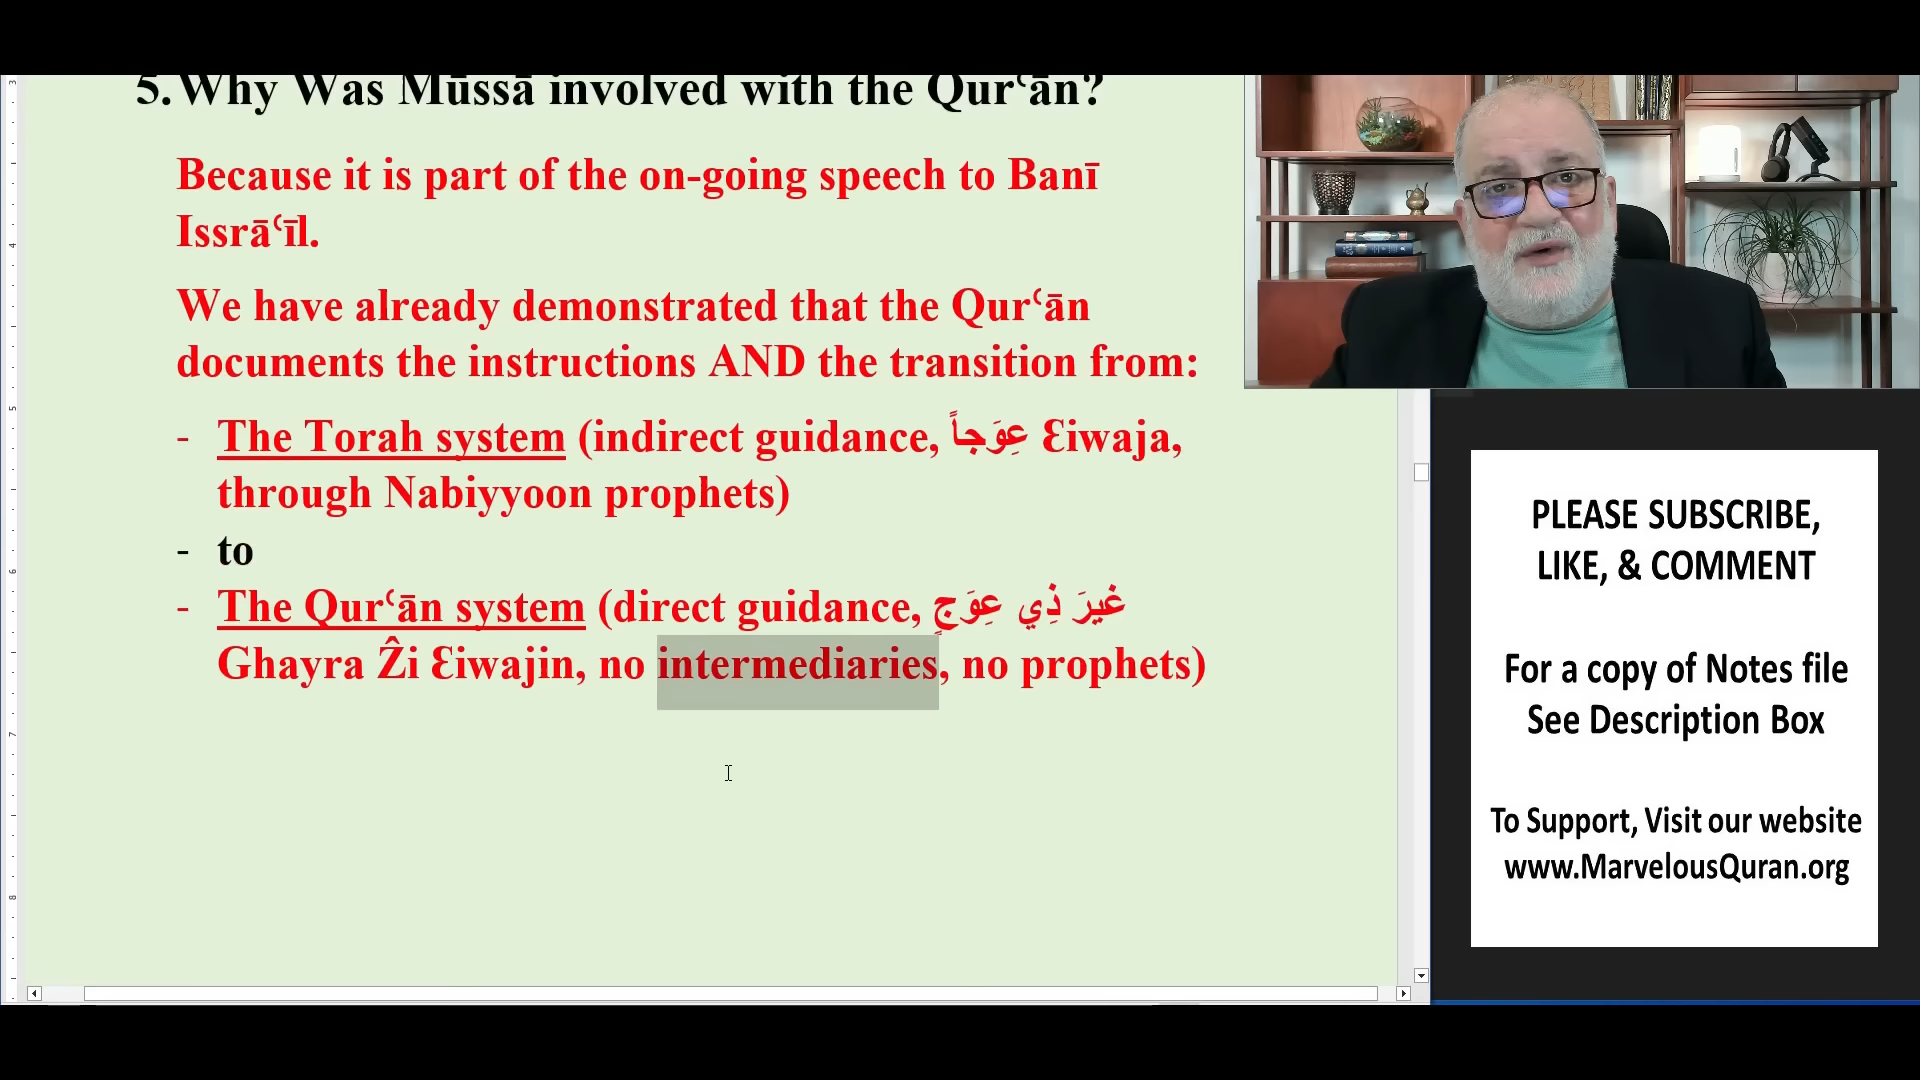 5. Why Was Mūssā involved with the Qurʿān?
Because it is part of the on-going speech to Banī
Issrāʿīl.
We have already demonstrated that the Qurʿān
documents the instructions AND the transition from:
- The Torah system (indirect guidance, عِوَجاً Ɛiwaja,
through Nabiyyoon prophets)
- to
- The Qurʿān system (direct guidance, غَيرَ ذِي عِوَجٍ
Ghayra Ẑi Ɛiwajin, no intermediaries, no prophets)
PLEASE SUBSCRIBE,
LIKE, & COMMENT
For a copy of Notes file
See Description Box
To Support, Visit our website
www.MarvelousQuran.org